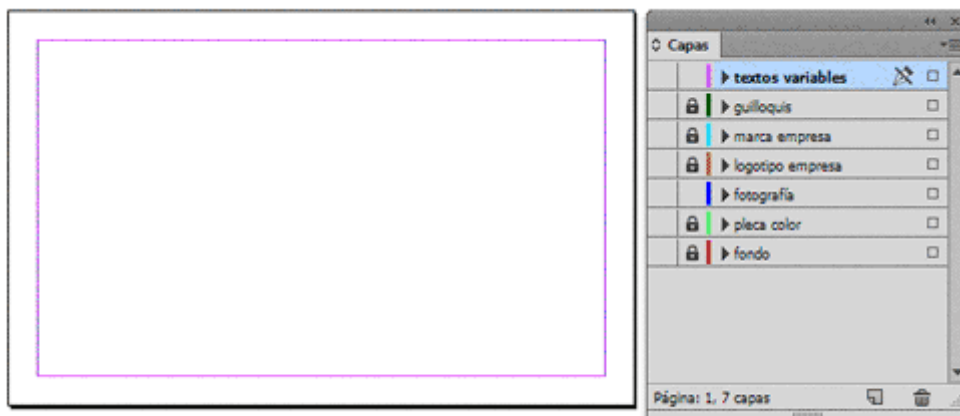 Capas
textos variables
guilloquis
marca empresa
logotipo empresa
fotografía
pleca color
fondo
Página: 1, 7 capas